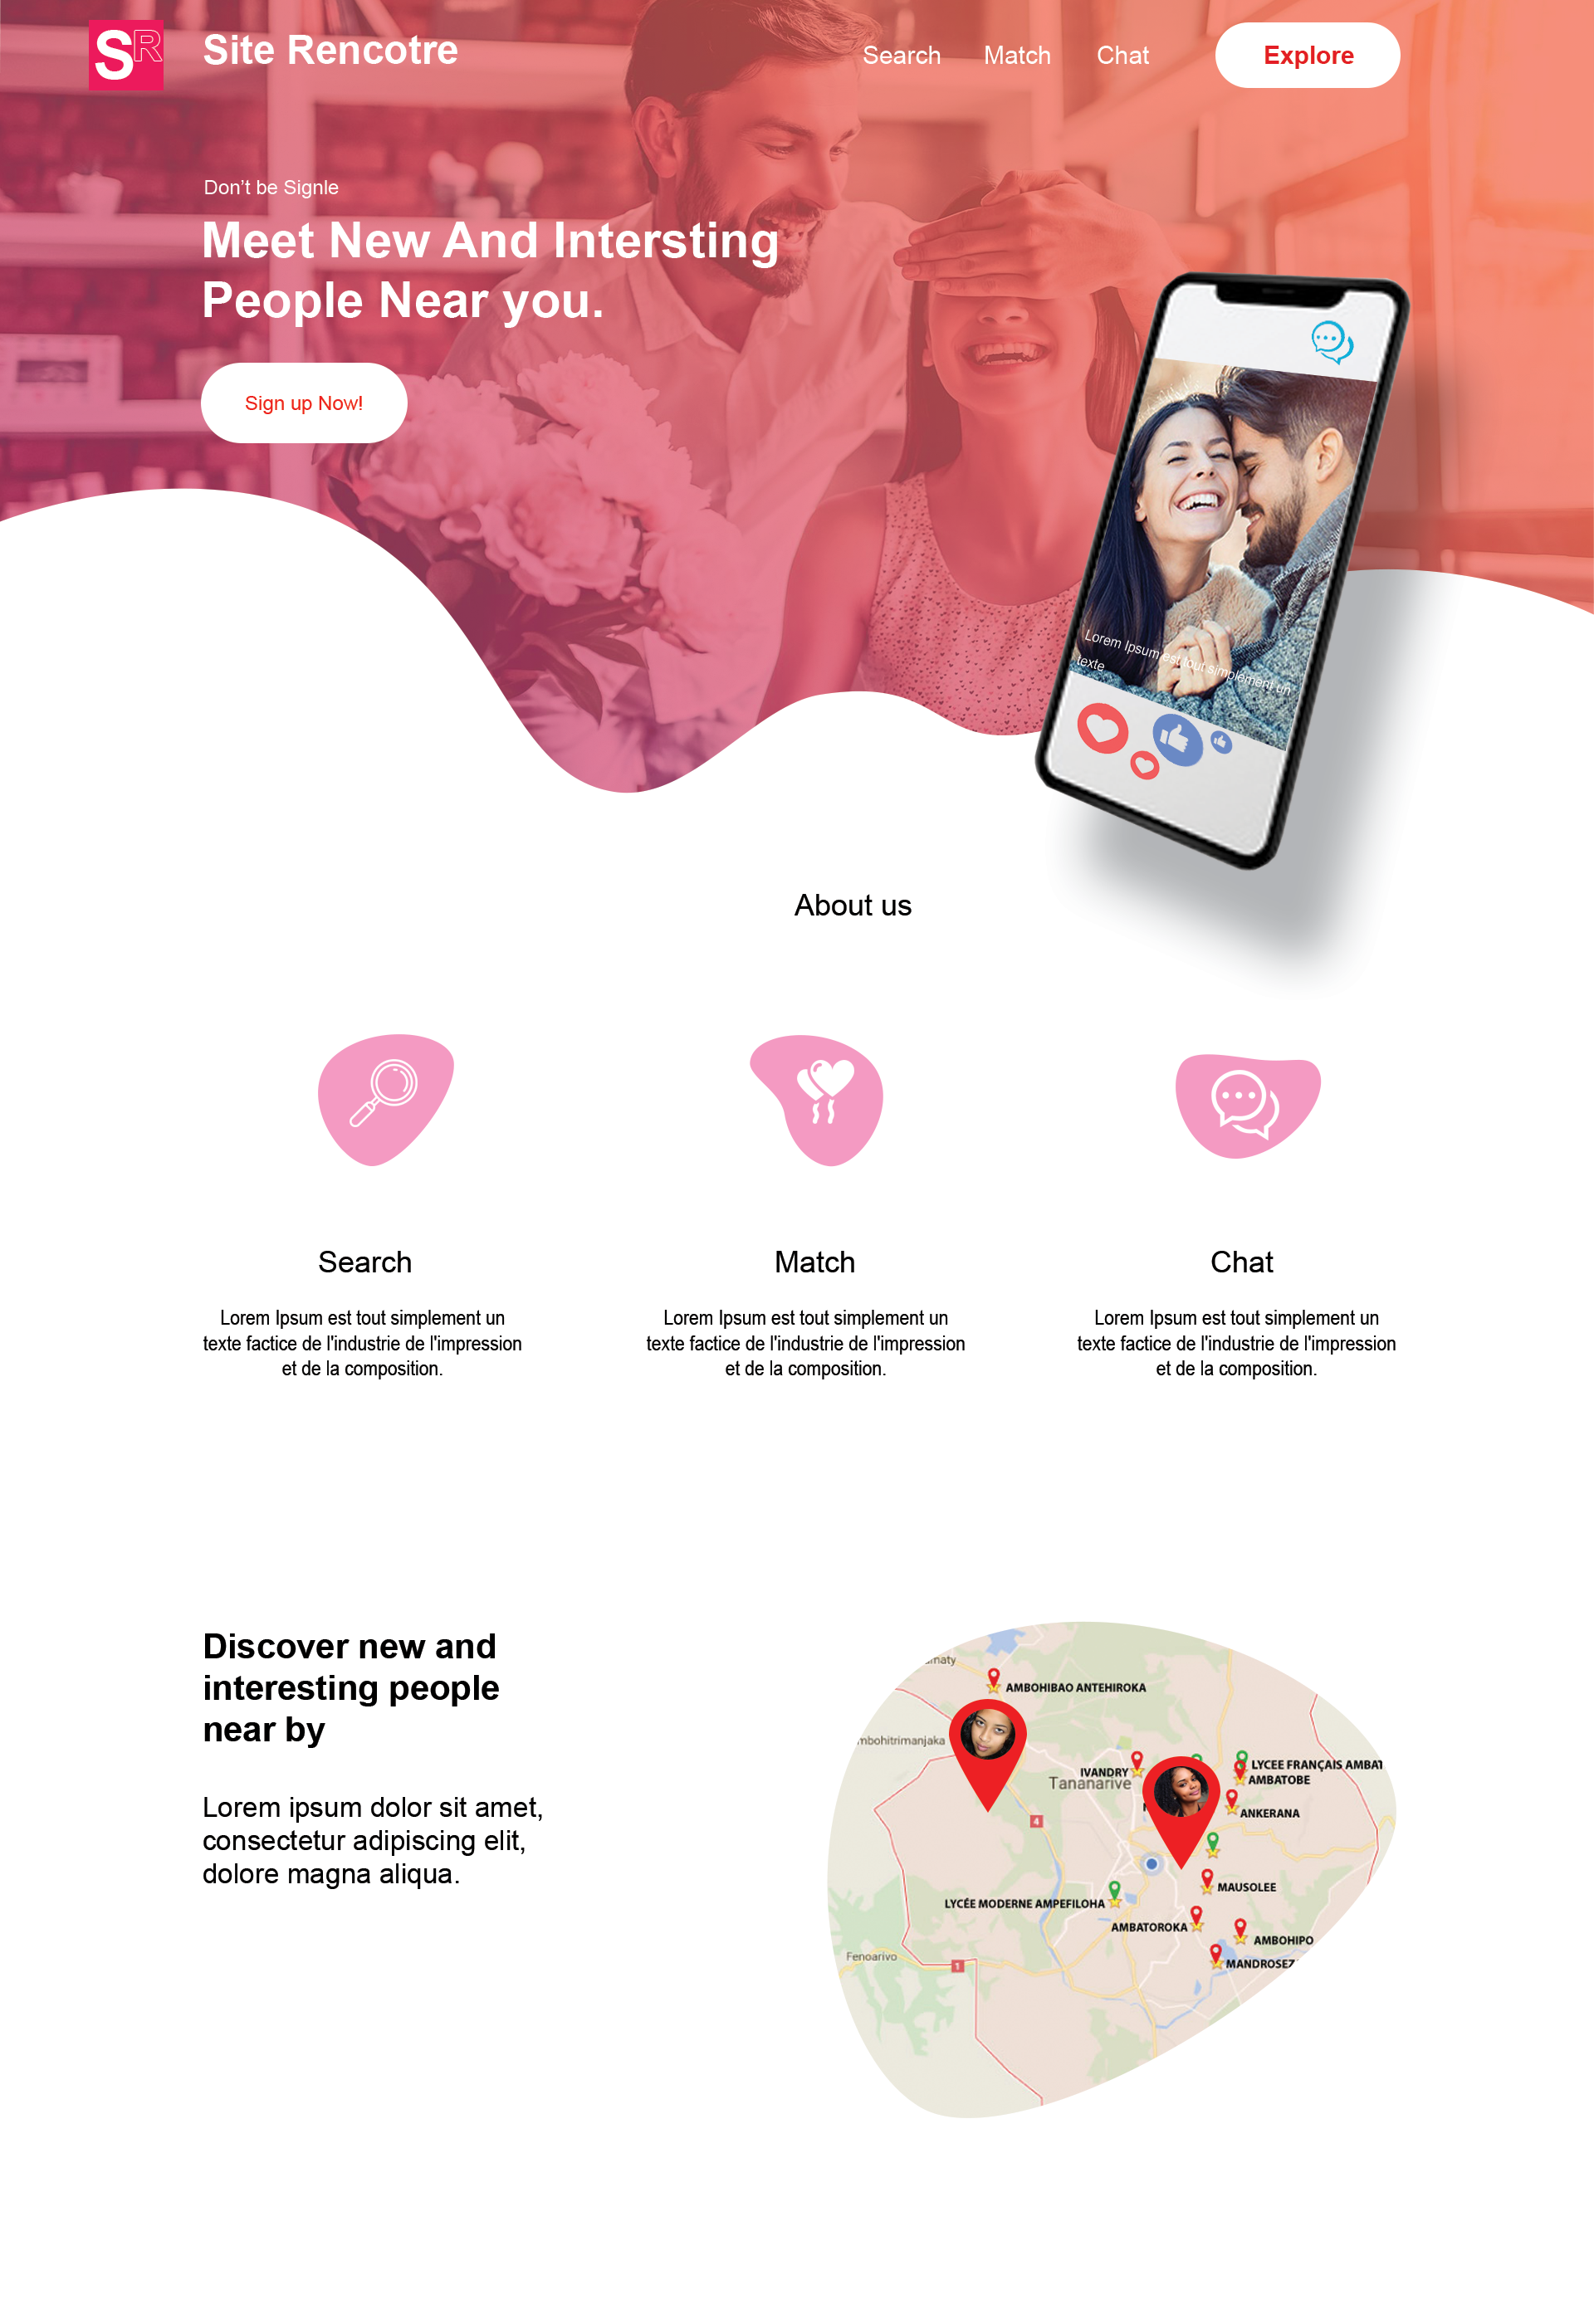 SR
Site Rencotre
Search
Match
Chat
Explore
Don't be Signle
Meet New And Intersting
People Near you.
Sign up Now!
Lorem Ipsum est tout simplement un
texte
About us
Search
Lorem Ipsum est tout simplement un
texte factice de l'industrie de l'impression
et de la composition.
Match
Lorem Ipsum est tout simplement un
texte factice de l'industrie de l'impression
et de la composition.
Chat
Lorem Ipsum est tout simplement un
texte factice de l'industrie de l'impression
et de la composition.
Discover new and
interesting people
near by
Lorem ipsum dolor sit amet,
consectetur adipiscing elit,
dolore magna aliqua.
AMBOHIBAO ANTEHIROKA
mbohitrimanjaka
IVANDRY
Tananarive
LYCEE FRANÇAIS AMBAT
AMBATOBE
ANKERANA
4
MAUSOLEE
LYCÉE MODERNE AMPEFILOHA
AMBATOROKA
AMBOHIPO
MANDROSEZ
Fenoarivo
1